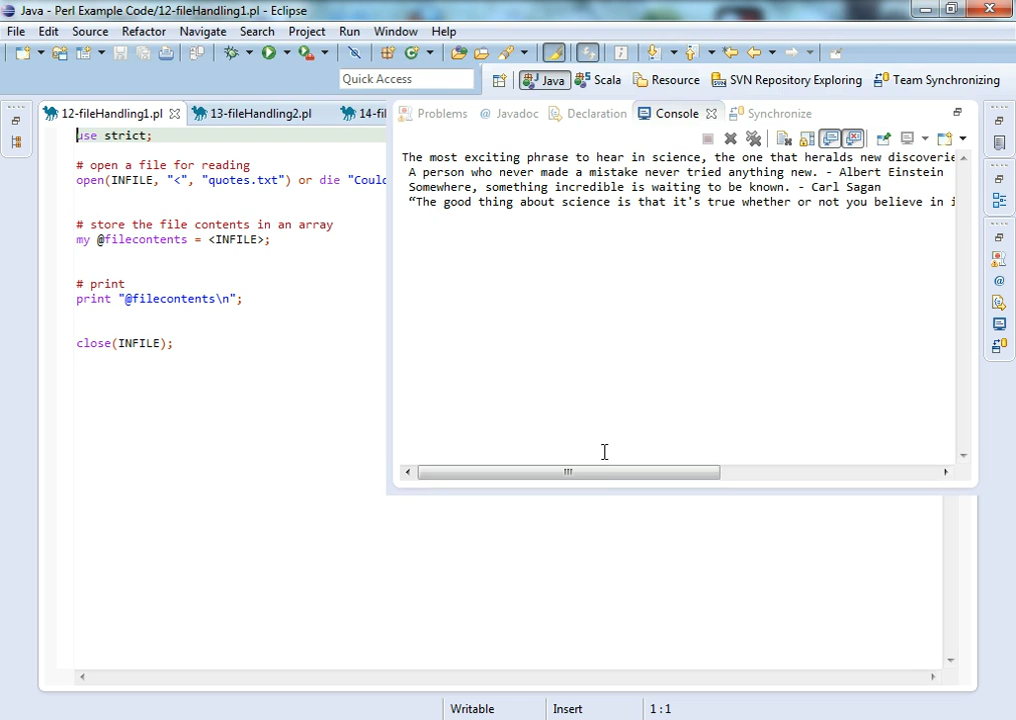 Java - Perl Example Code/12-fileHandling1.pl - Eclipse
File Edit Source Refactor Navigate Search Project Run Window Help
Quick Access Java Scala Resource SVN Repository Exploring Team Synchronizing
12-fileHandling1.pl 13-fileHandling2.pl 14-fil
Problems @ Javadoc Declaration Console Synchronize
use strict;
# open a file for reading
open(INFILE, "<", "quotes.txt") or die "Coul
# store the file contents in an array
my @filecontents = <INFILE>;
# print
print "@filecontents\n";
close(INFILE);
The most exciting phrase to hear in science, the one that heralds new discoverie
A person who never made a mistake never tried anything new. - Albert Einstein
Somewhere, something incredible is waiting to be known. - Carl Sagan
“The good thing about science is that it's true whether or not you believe in i
Writable Insert 1 : 1